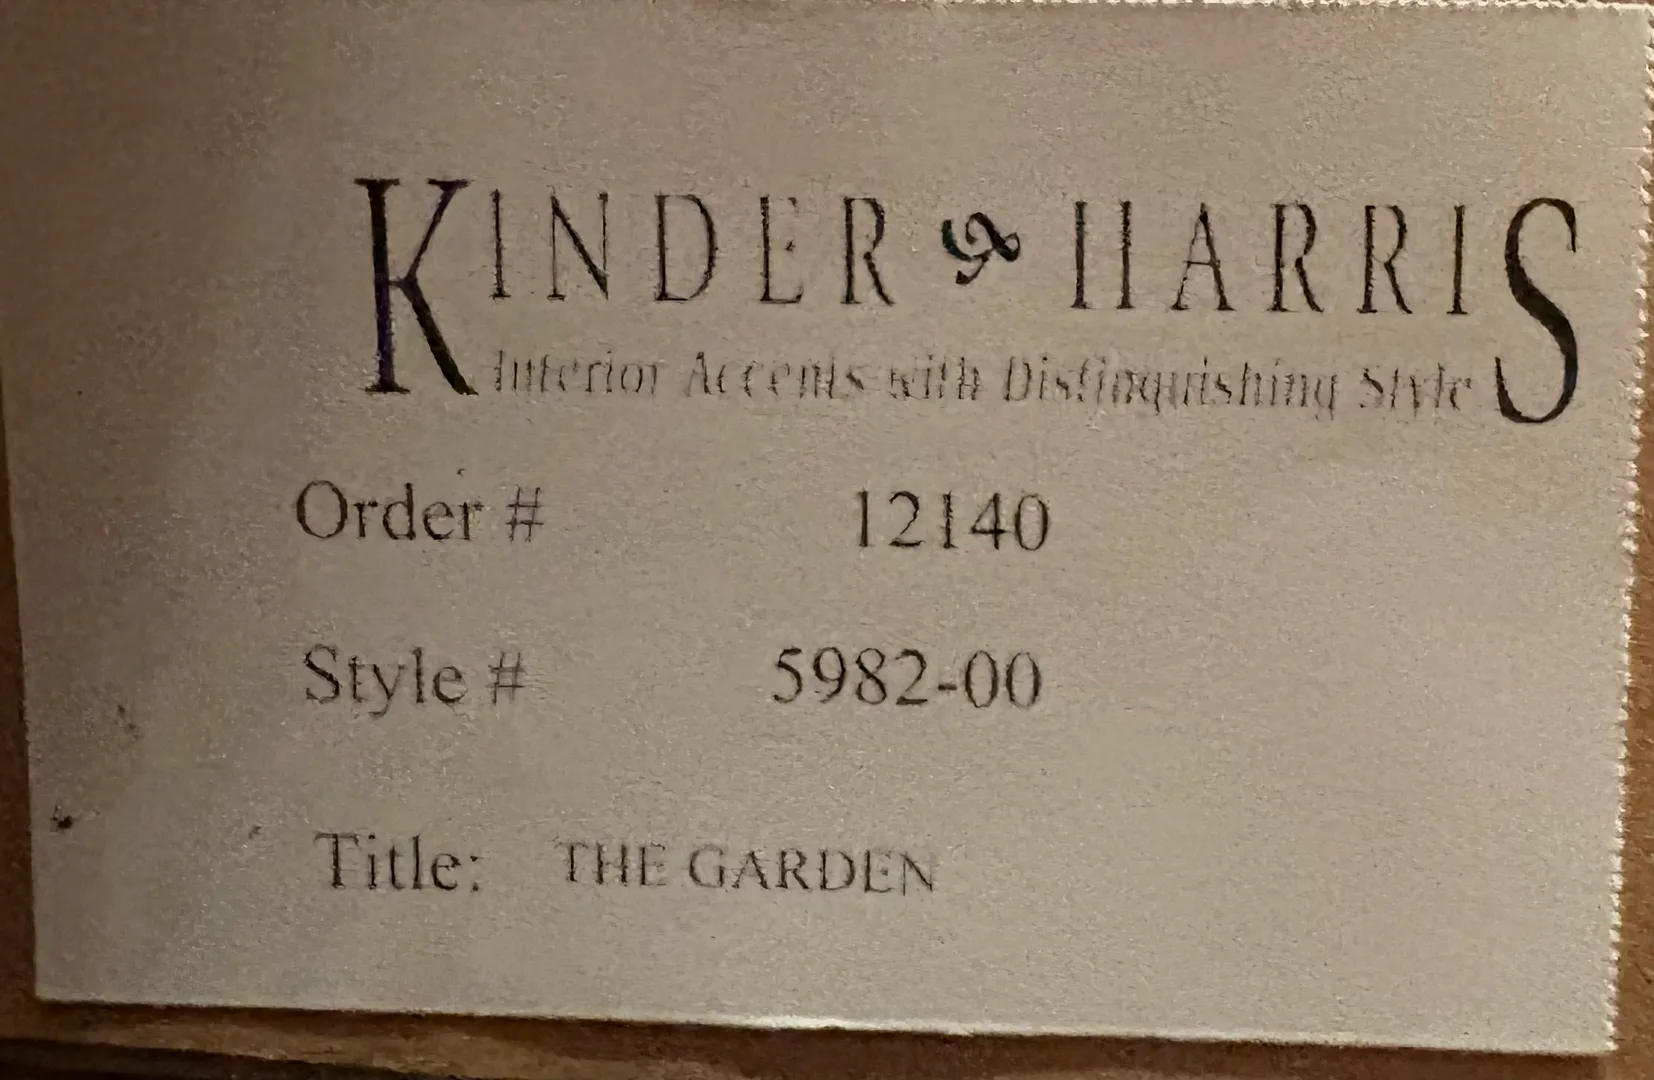 KINDER & HARRIS
Interior Accents with Distinguishing Style
Order # 12140
Style # 5982-00
Title: THE GARDEN